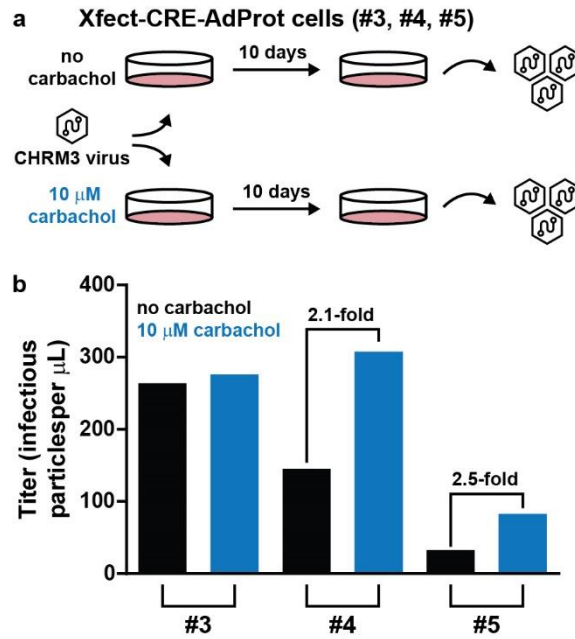 a
Xfect-CRE-AdProt cells (#3, #4, #5)
no
carbachol
10 days
CHRM3 virus
10 μM
carbachol
10 days
b
no carbachol
10 μM carbachol
2.1-fold
2.5-fold
Titer (infectious
particlesper μL)
400
300
200
100
0
#3
#4
#5